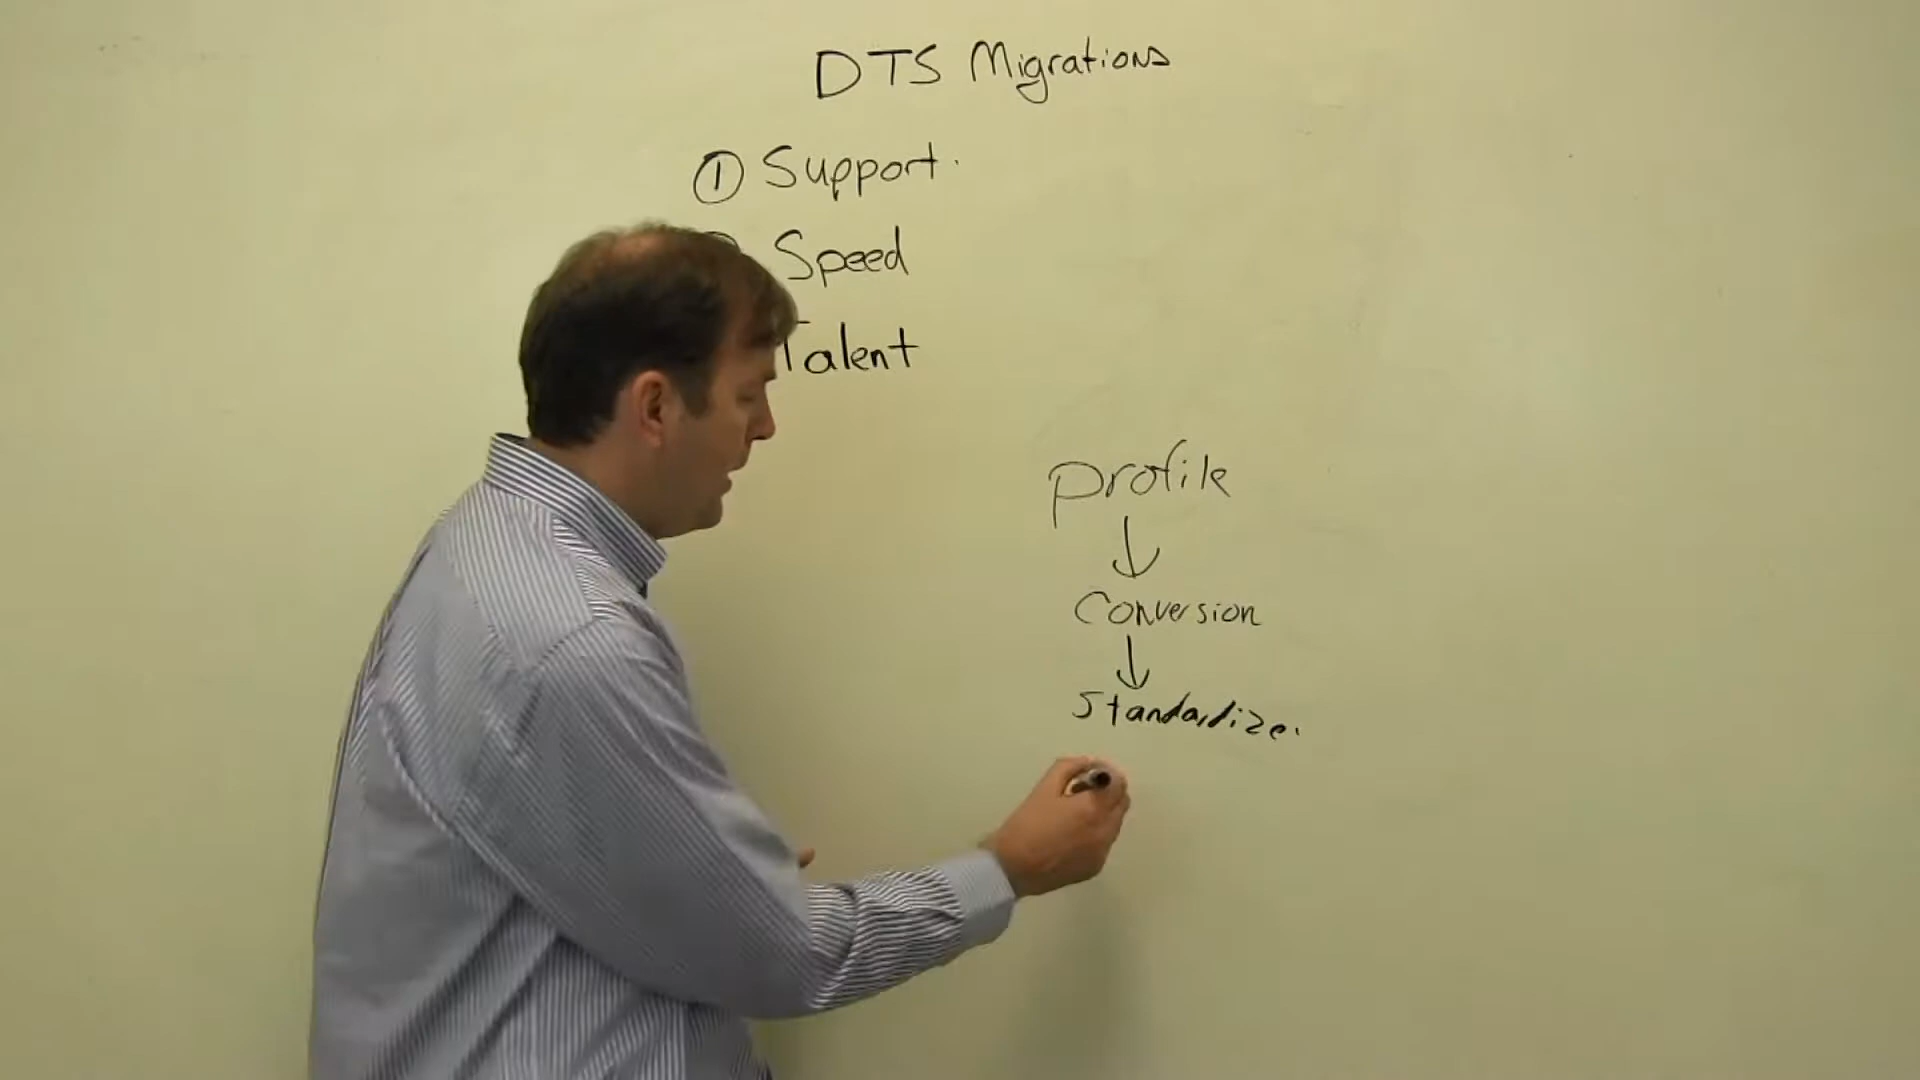 DTS Migrations
① Support.
Speed
Talent
profile
↓
Conversion
↓
Standardize.